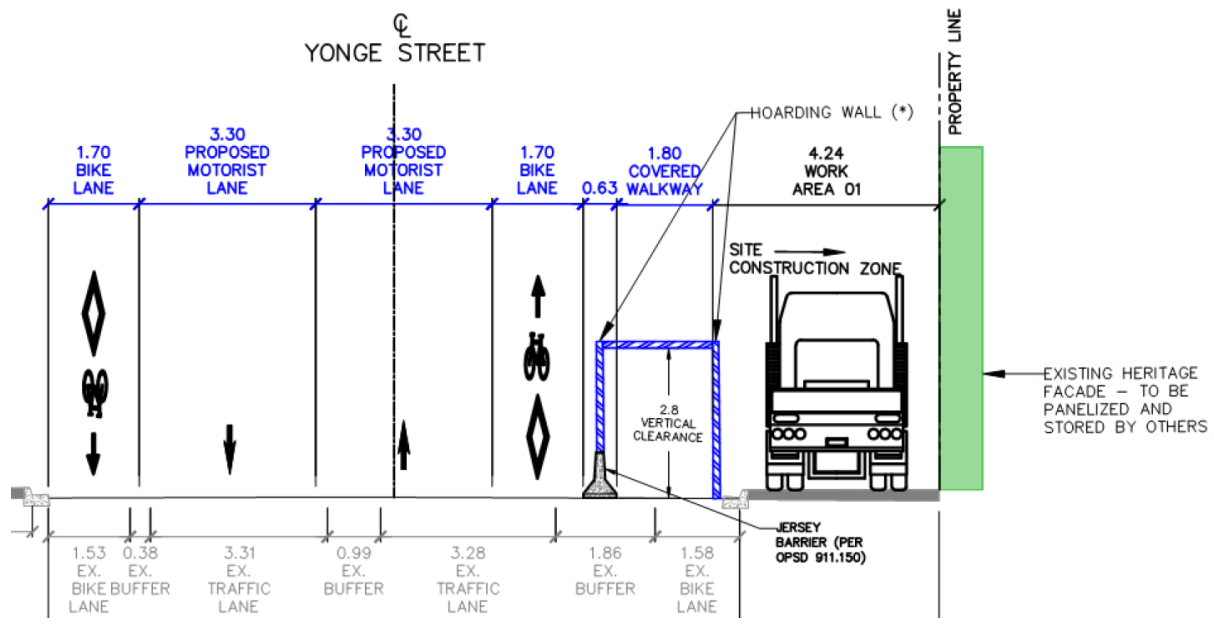 ℄
YONGE STREET
PROPERTY LINE
HOARDING WALL (*)
1.70
BIKE
LANE
3.30
PROPOSED
MOTORIST
LANE
3.30
PROPOSED
MOTORIST
LANE
1.70
BIKE
LANE
0.63
1.80
COVERED
WALKWAY
4.24
WORK
AREA 01
SITE
CONSTRUCTION ZONE
2.8
VERTICAL
CLEARANCE
EXISTING HERITAGE
FACADE – TO BE
PANELIZED AND
STORED BY OTHERS
JERSEY
BARRIER (PER
OPSD 911.150)
1.53
EX.
BIKE
LANE
0.38
EX.
BUFFER
3.31
EX.
TRAFFIC
LANE
0.99
EX.
BUFFER
3.28
EX.
TRAFFIC
LANE
1.86
EX.
BUFFER
1.58
EX.
BIKE
LANE